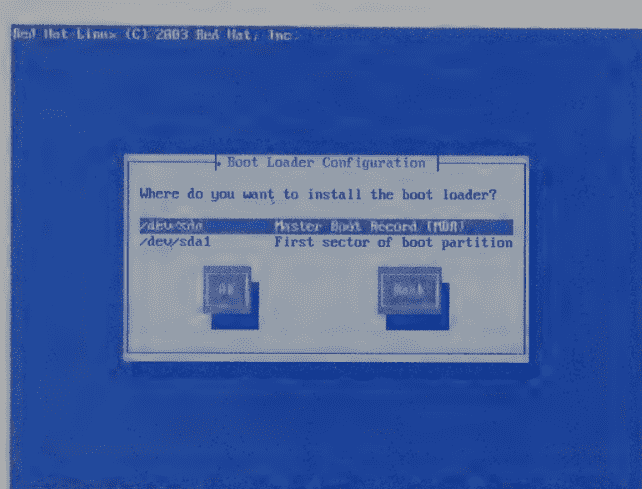 Red Hat Linux (C) 2003 Red Hat, Inc.
Boot Loader Configuration
Where do you want to install the boot loader?
/dev/sda Master Boot Record (MBR)
/dev/sda1 First sector of boot partition
OK Back